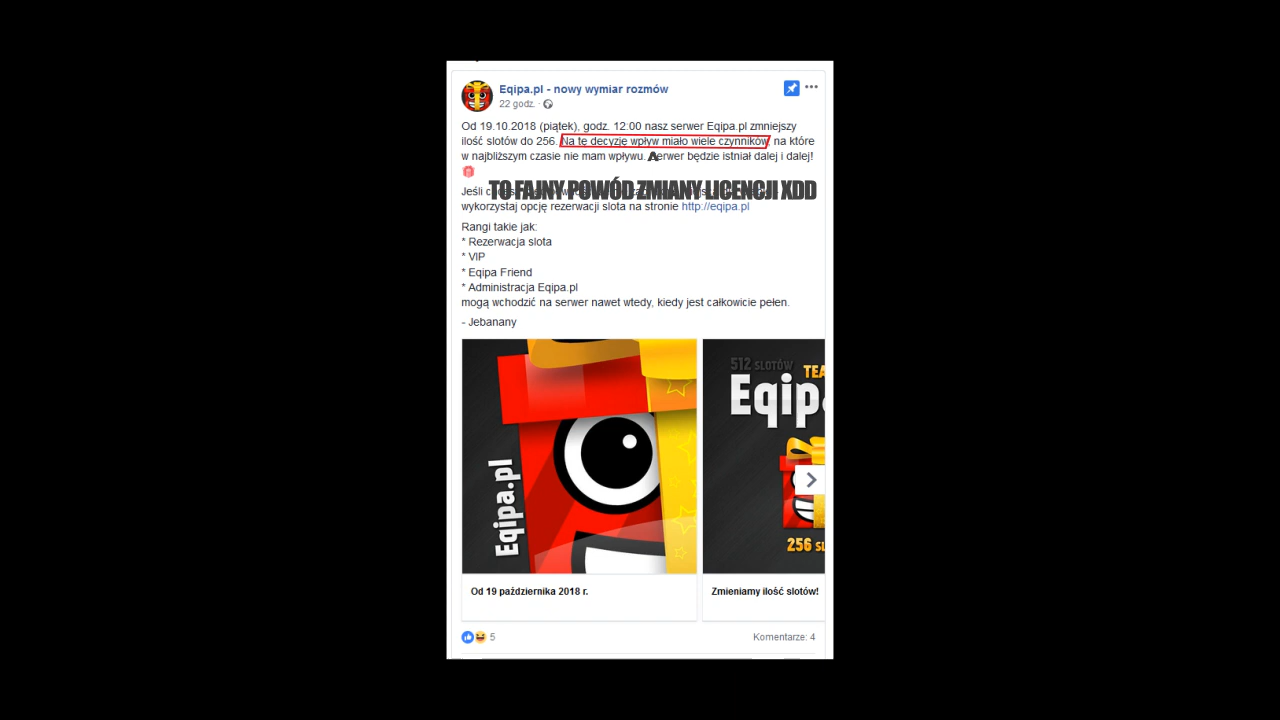 Eqipa.pl - nowy wymiar rozmów
22 godz. ·
Od 19.10.2018 (piątek), godz. 12:00 nasz serwer Eqipa.pl zmniejszy
ilość slotów do 256. Na tę decyzję wpływ miało wiele czynników, na które
w najbliższym czasie nie mam wpływu. Serwer będzie istniał dalej i dalej!
A
TO FAJNY POWÓD ZMIANY LICENCJI XDD
Jeśli
wykorzystaj opcję rezerwacji slota na stronie http://eqipa.pl
Rangi takie jak:
* Rezerwacja slota
* VIP
* Eqipa Friend
* Administracja Eqipa.pl
mogą wchodzić na serwer nawet wtedy, kiedy jest całkowicie pełen.
- Jebanany
Eqipa.pl
512 SLOTÓW
TEA
Eqip
256 SL
Od 19 października 2018 r.
Zmieniamy ilość slotów!
5
Komentarze: 4